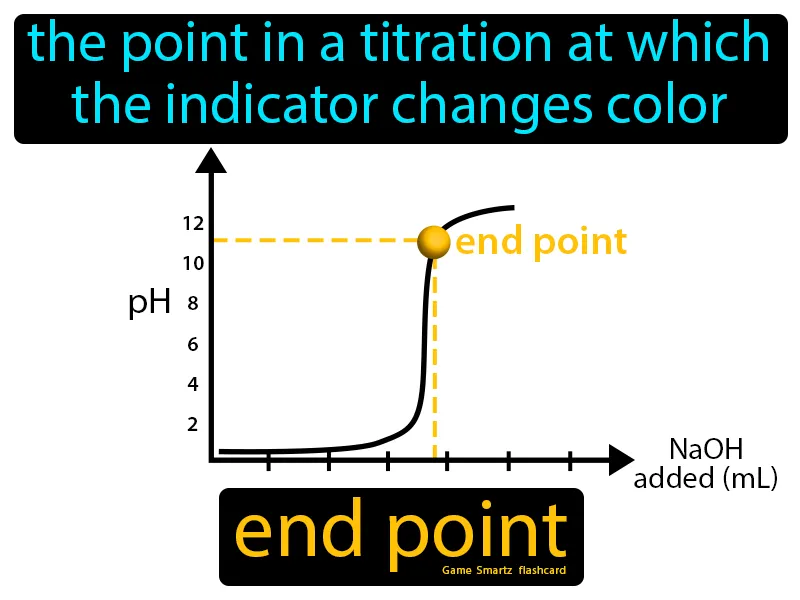 the point in a titration at which
the indicator changes color
12
end point
10
pH
8
6
4
2
NaOH
added (mL)
end point
Game Smartz flashcard